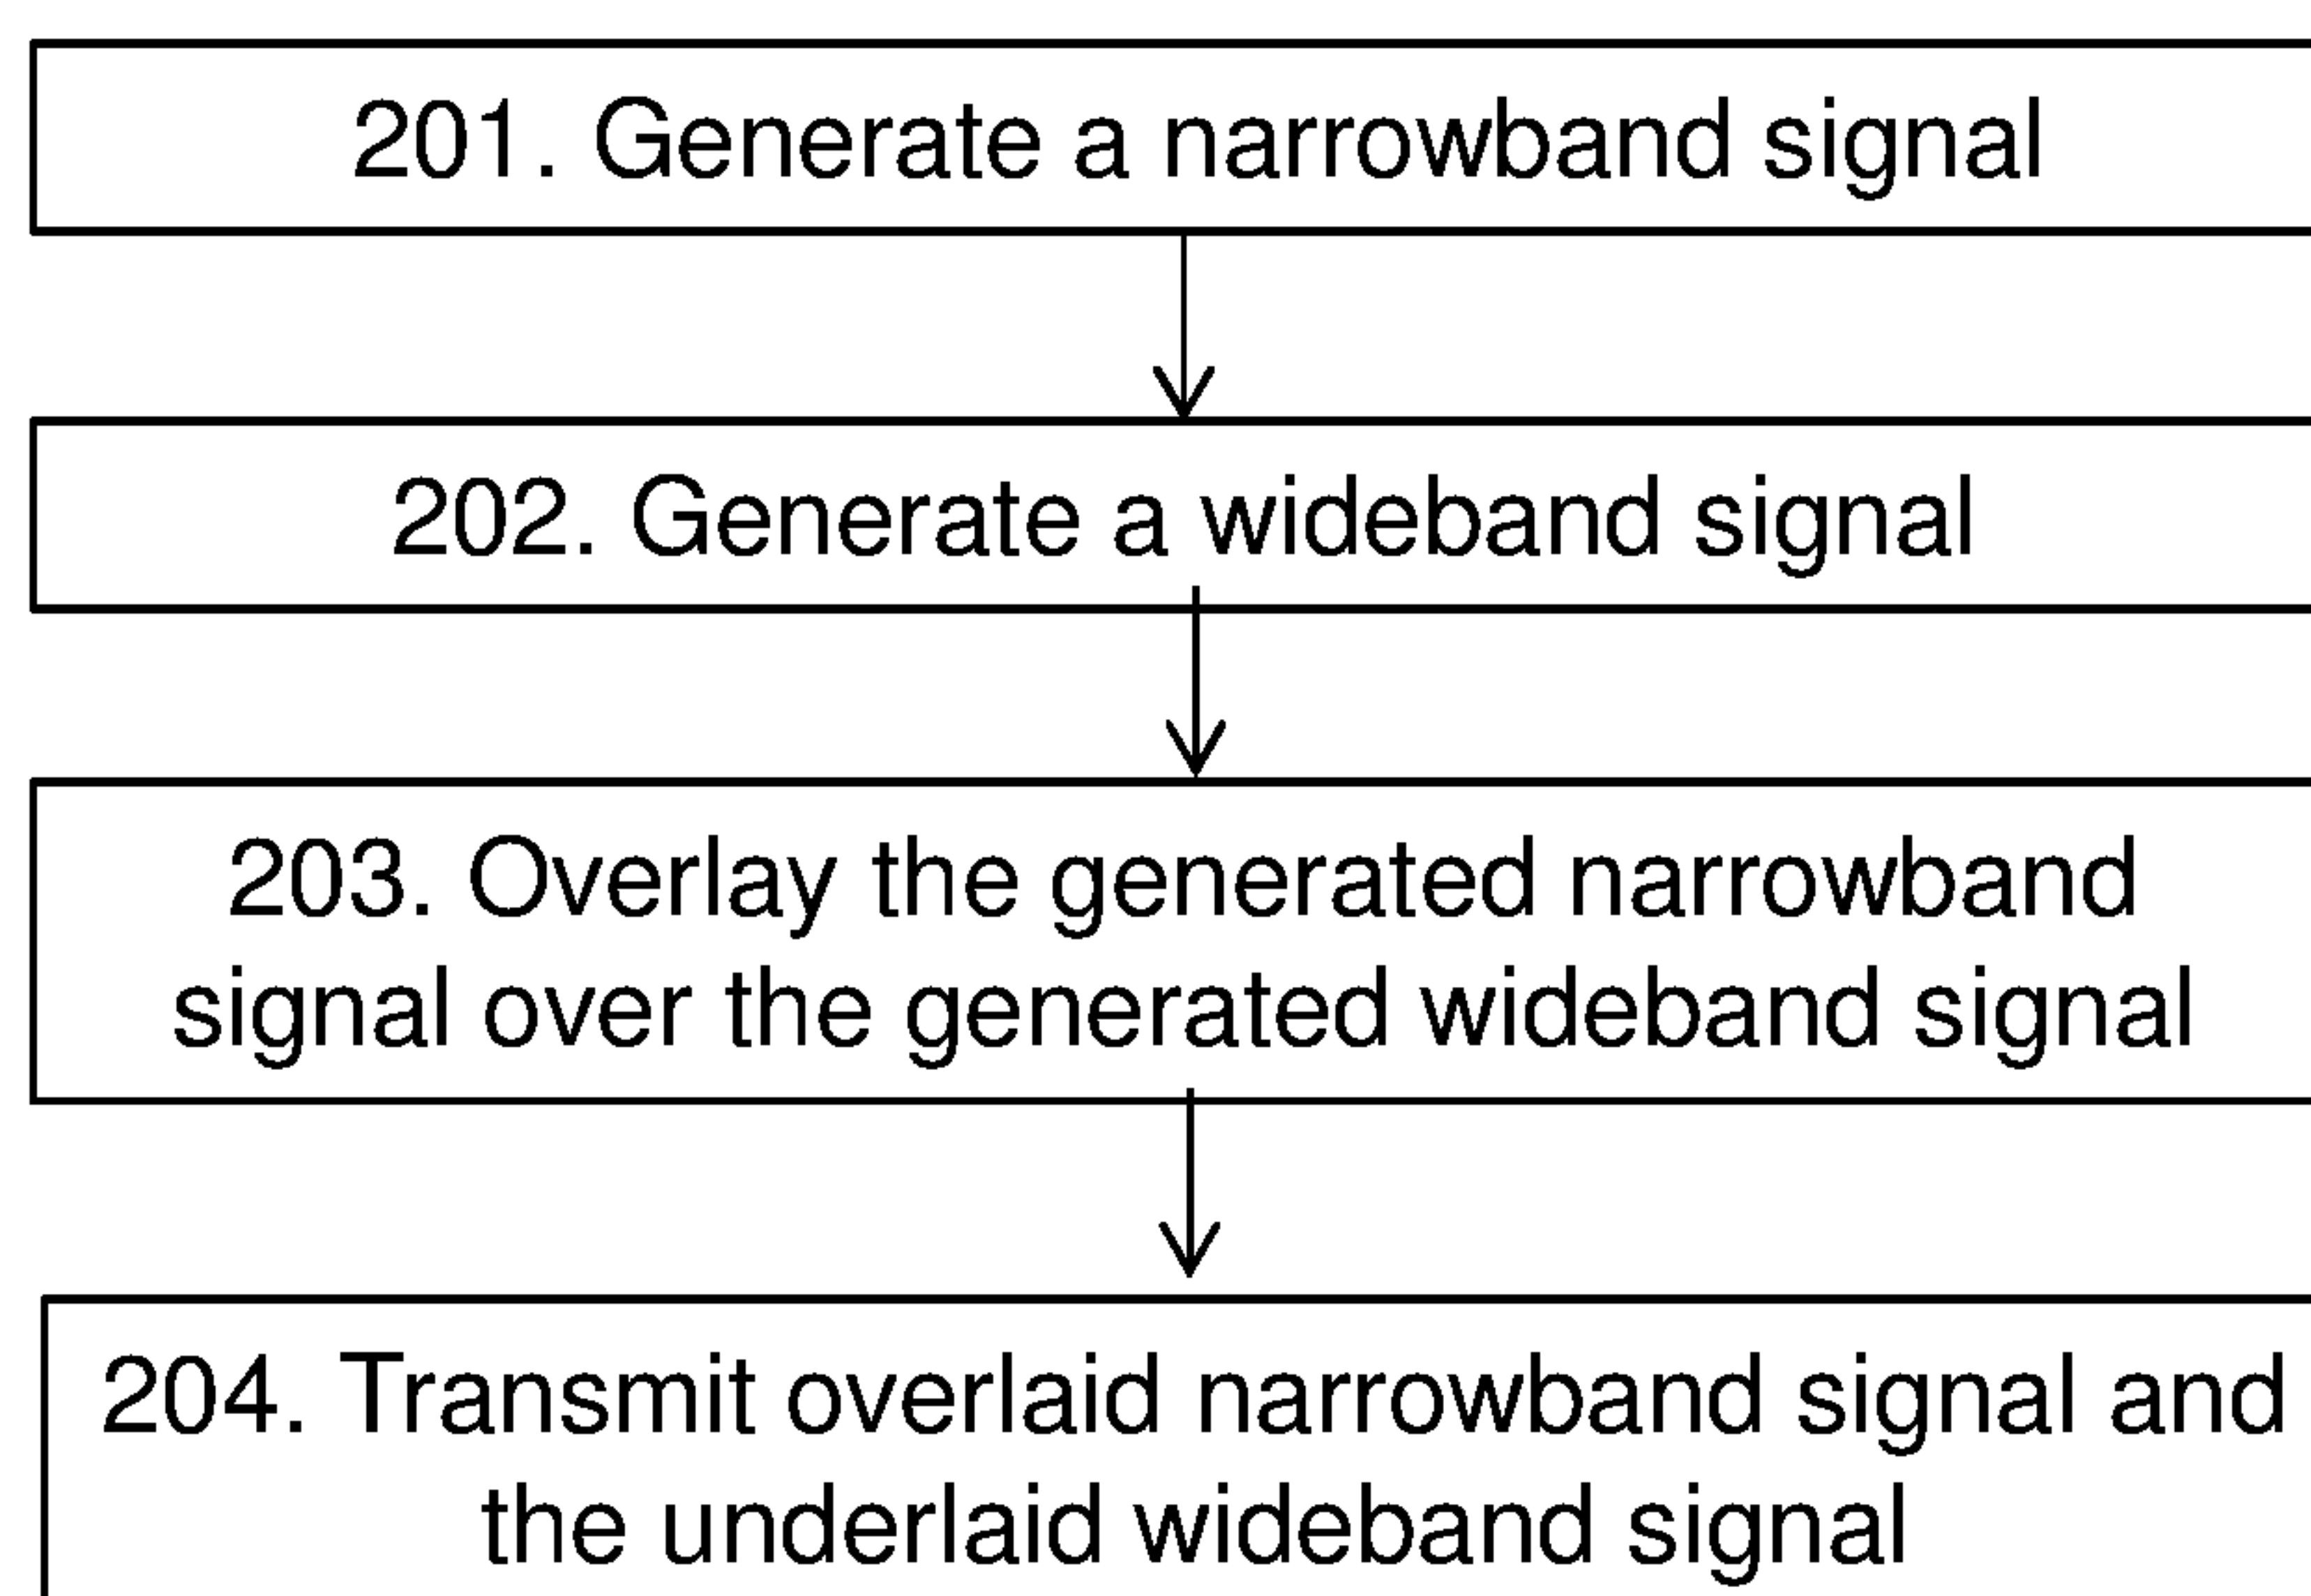 201. Generate a narrowband signal
202. Generate a wideband signal
203. Overlay the generated narrowband
signal over the generated wideband signal
204. Transmit overlaid narrowband signal and
the underlaid wideband signal